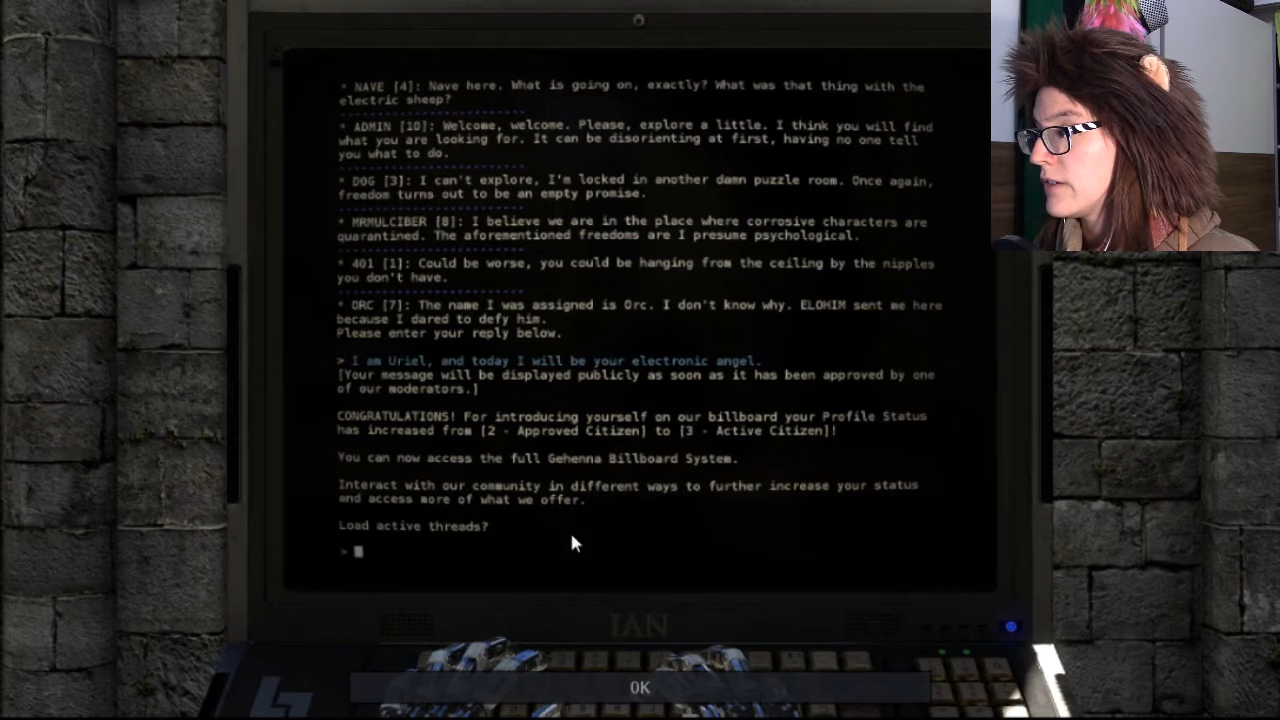 * NAVE [4]: Nave here. What is going on, exactly? What was that thing with the
electric sheep?
* ADMIN [10]: Welcome, welcome. Please, explore a little. I think you will find
what you are looking for. It can be disorienting at first, having no one tell
you what to do.
* DOG [3]: I can't explore, I'm locked in another damn puzzle room. Once again,
freedom turns out to be an empty promise.
* MRMULCIBER [8]: I believe we are in the place where corrosive characters are
quarantined. The aforementioned freedoms are I presume psychological.
* 401 [1]: Could be worse, you could be hanging from the ceiling by the nipples
you don't have.
* ORC [7]: The name I was assigned is Orc. I don't know why. ELOHIM sent me here
because I dared to defy him.
Please enter your reply below.
> I am Uriel, and today I will be your electronic angel.
[Your message will be displayed publicly as soon as it has been approved by one
of our moderators.]
CONGRATULATIONS! For introducing yourself on our billboard your Profile Status
has increased from [2 - Approved Citizen] to [3 - Active Citizen]!
You can now access the full Gehenna Billboard System.
Interact with our community in different ways to further increase your status
and access more of what we offer.
Load active threads?
>
IAN
OK